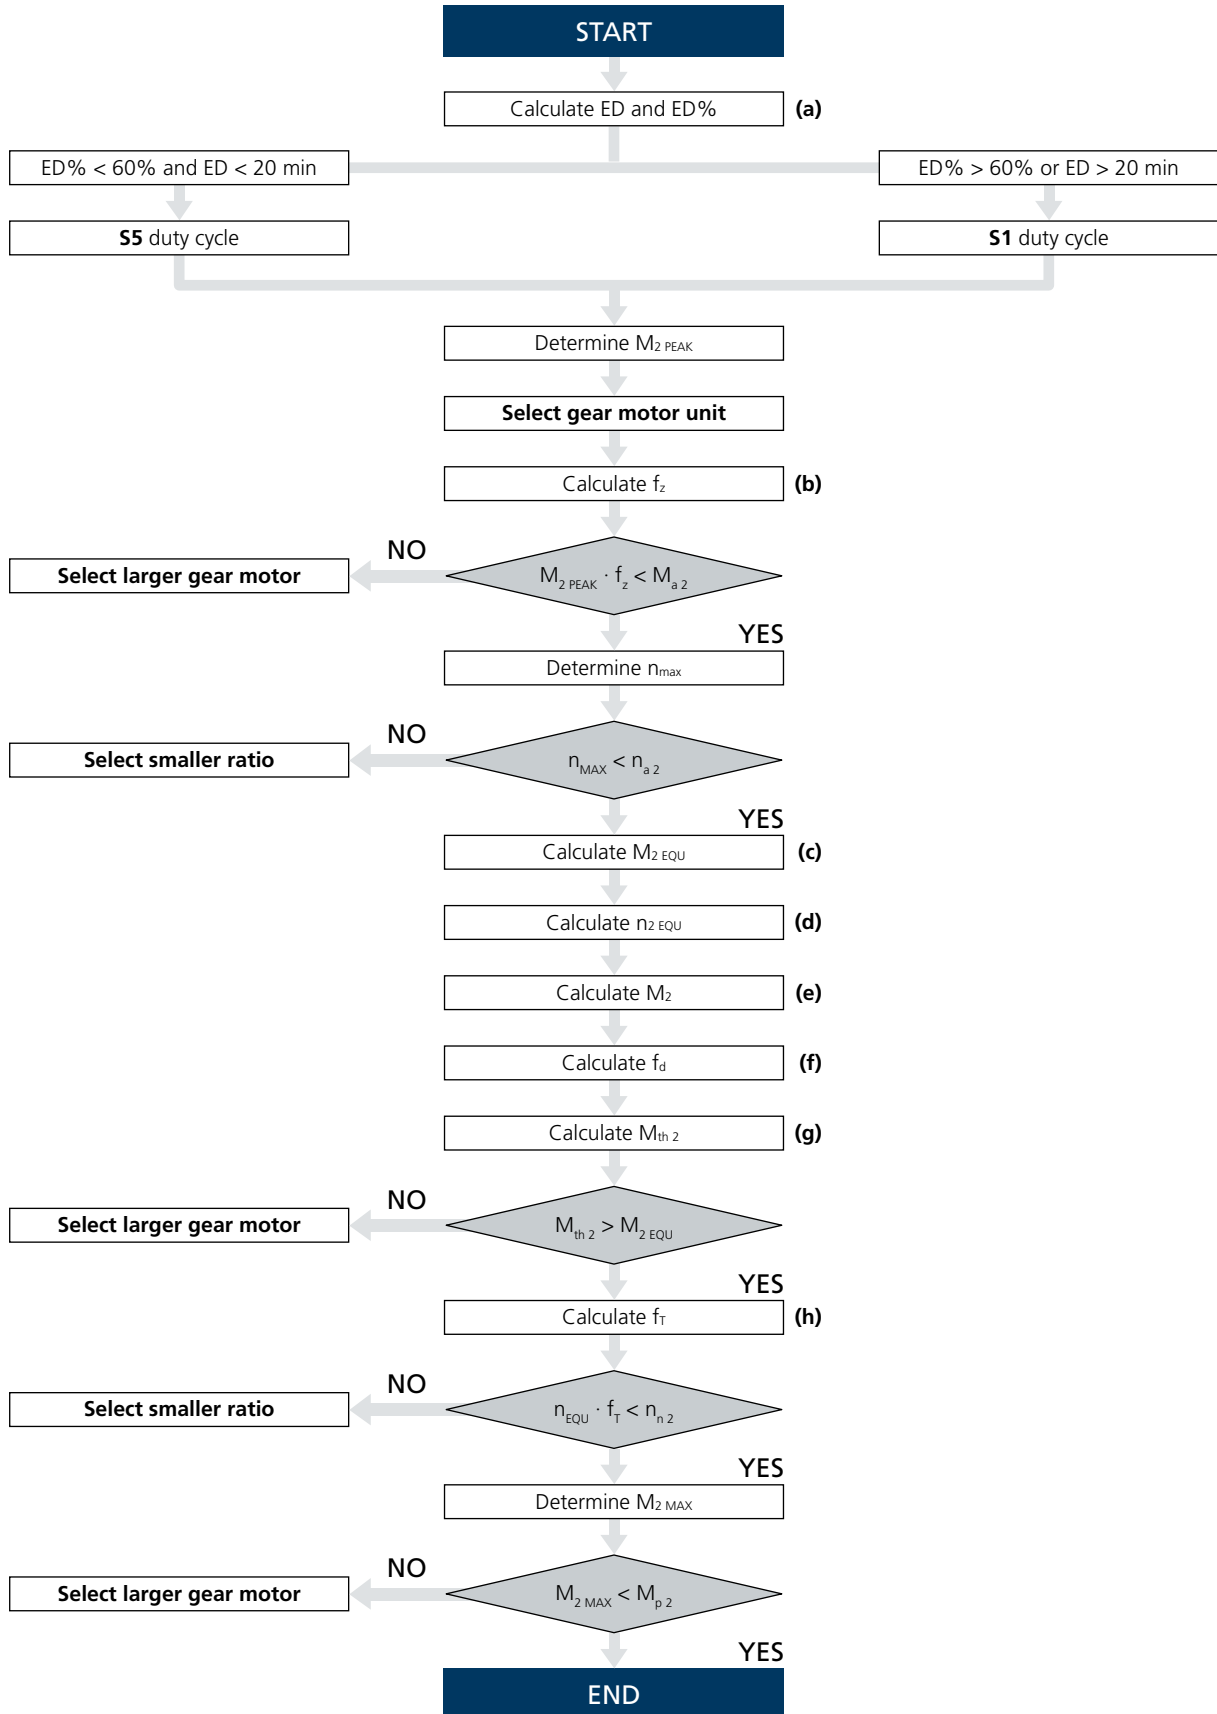 START
Calculate ED and ED% (a)
ED% < 60% and ED < 20 min
ED% > 60% or ED > 20 min
S5 duty cycle
S1 duty cycle
Determine M2 PEAK
Select gear motor unit
Calculate fz (b)
NO
Select larger gear motor
M2 PEAK · fz < Ma 2
YES
Determine nmax
NO
Select smaller ratio
nMAX < na 2
YES
Calculate M2 EQU (c)
Calculate n2 EQU (d)
Calculate M2 (e)
Calculate fd (f)
Calculate Mth 2 (g)
NO
Select larger gear motor
Mth 2 > M2 EQU
YES
Calculate fT (h)
NO
Select smaller ratio
nEQU · fT < nn 2
YES
Determine M2 MAX
NO
Select larger gear motor
M2 MAX < Mp 2
YES
END